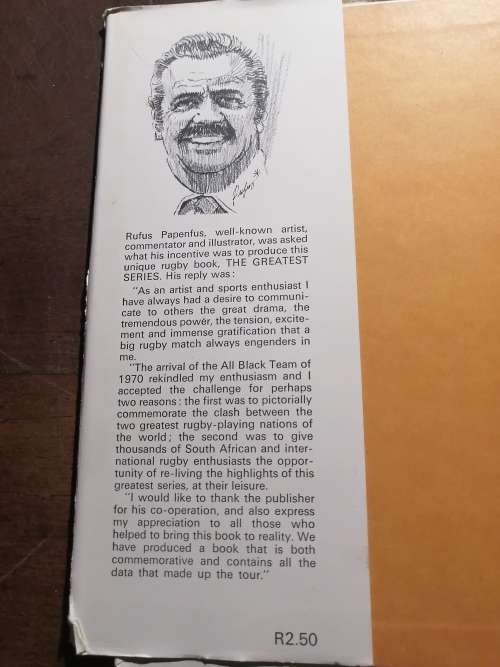 Rufus
Rufus Papenfus, well-known artist,
commentator and illustrator, was asked
what his incentive was to produce this
unique rugby book, THE GREATEST
SERIES. His reply was:
"As an artist and sports enthusiast I
have always had a desire to communi-
cate to others the great drama, the
tremendous power, the tension, excite-
ment and immense gratification that a
big rugby match always engenders in
me.
"The arrival of the All Black Team of
1970 rekindled my enthusiasm and I
accepted the challenge for perhaps
two reasons: the first was to pictorially
commemorate the clash between the
two greatest rugby-playing nations of
the world; the second was to give
thousands of South African and inter-
national rugby enthusiasts the oppor-
tunity of re-living the highlights of this
greatest series, at their leisure.
"I would like to thank the publisher
for his co-operation, and also express
my appreciation to all those who
helped to bring this book to reality. We
have produced a book that is both
commemorative and contains all the
data that made up the tour."
R2.50